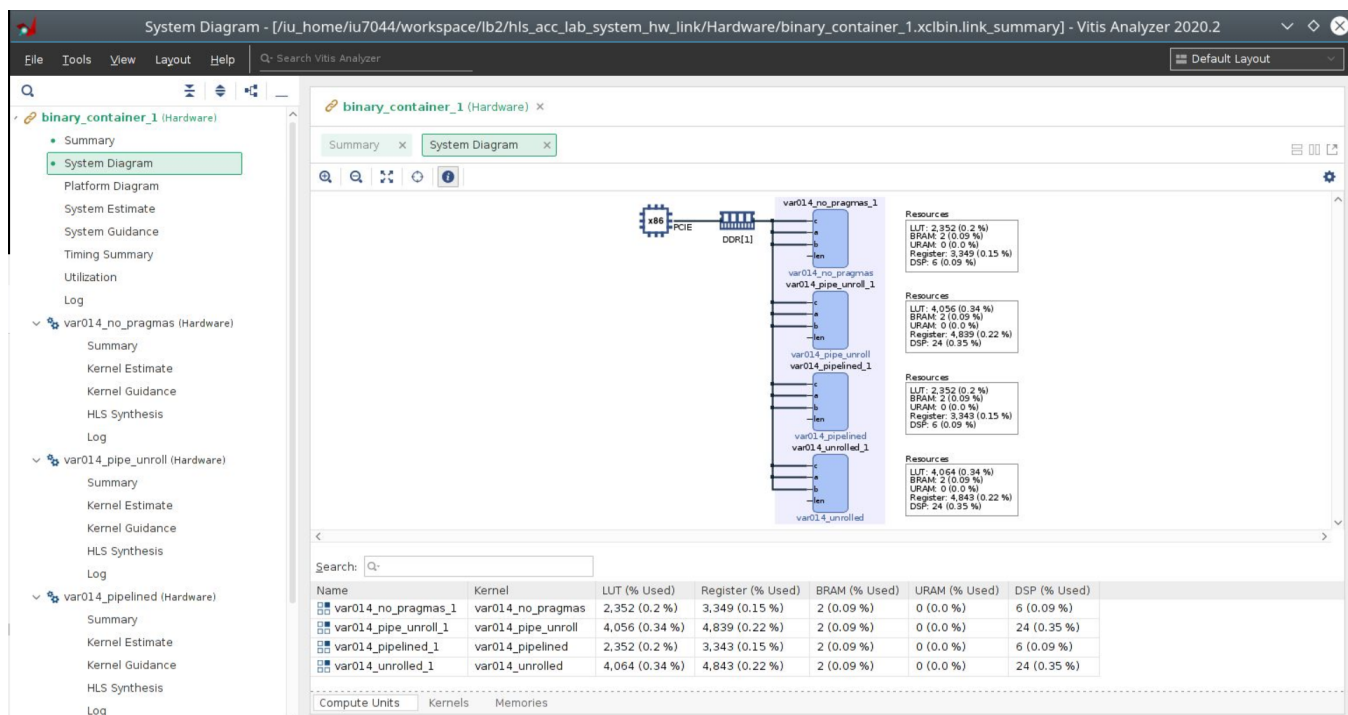 System Diagram - [/iu_home/iu7044/workspace/lb2/hls_acc_lab_system_hw_link/Hardware/binary_container_1.xclbin.link_summary] - Vitis Analyzer 2020.2
File Tools View Layout Help Q- Search Vitis Analyzer Default Layout
binary_container_1 (Hardware)
Summary
System Diagram
Platform Diagram
System Estimate
System Guidance
Timing Summary
Utilization
Log
var014_no_pragmas (Hardware)
Summary
Kernel Estimate
Kernel Guidance
HLS Synthesis
Log
var014_pipe_unroll (Hardware)
Summary
Kernel Estimate
Kernel Guidance
HLS Synthesis
Log
var014_pipelined (Hardware)
Summary
Kernel Estimate
Kernel Guidance
HLS Synthesis
Log
binary_container_1 (Hardware)
Summary System Diagram
x86
PCIE
DDR[1]
var014_no_pragmas_1
c
a
b
len
var014_no_pragmas
Resources
LUT: 2,352 (0.2 %)
BRAM: 2 (0.09 %)
URAM: 0 (0.0 %)
Register: 3,349 (0.15 %)
DSP: 6 (0.09 %)
var014_pipe_unroll_1
c
a
b
len
var014_pipe_unroll
Resources
LUT: 4,056 (0.34 %)
BRAM: 2 (0.09 %)
URAM: 0 (0.0 %)
Register: 4,839 (0.22 %)
DSP: 24 (0.35 %)
var014_pipelined_1
c
a
b
len
var014_pipelined
Resources
LUT: 2,352 (0.2 %)
BRAM: 2 (0.09 %)
URAM: 0 (0.0 %)
Register: 3,343 (0.15 %)
DSP: 6 (0.09 %)
var014_unrolled_1
c
a
b
len
var014_unrolled
Resources
LUT: 4,064 (0.34 %)
BRAM: 2 (0.09 %)
URAM: 0 (0.0 %)
Register: 4,843 (0.22 %)
DSP: 24 (0.35 %)
Search: Q-
Name Kernel LUT (% Used) Register (% Used) BRAM (% Used) URAM (% Used) DSP (% Used)
var014_no_pragmas_1 var014_no_pragmas 2,352 (0.2 %) 3,349 (0.15 %) 2 (0.09 %) 0 (0.0 %) 6 (0.09 %)
var014_pipe_unroll_1 var014_pipe_unroll 4,056 (0.34 %) 4,839 (0.22 %) 2 (0.09 %) 0 (0.0 %) 24 (0.35 %)
var014_pipelined_1 var014_pipelined 2,352 (0.2 %) 3,343 (0.15 %) 2 (0.09 %) 0 (0.0 %) 6 (0.09 %)
var014_unrolled_1 var014_unrolled 4,064 (0.34 %) 4,843 (0.22 %) 2 (0.09 %) 0 (0.0 %) 24 (0.35 %)
Compute Units Kernels Memories